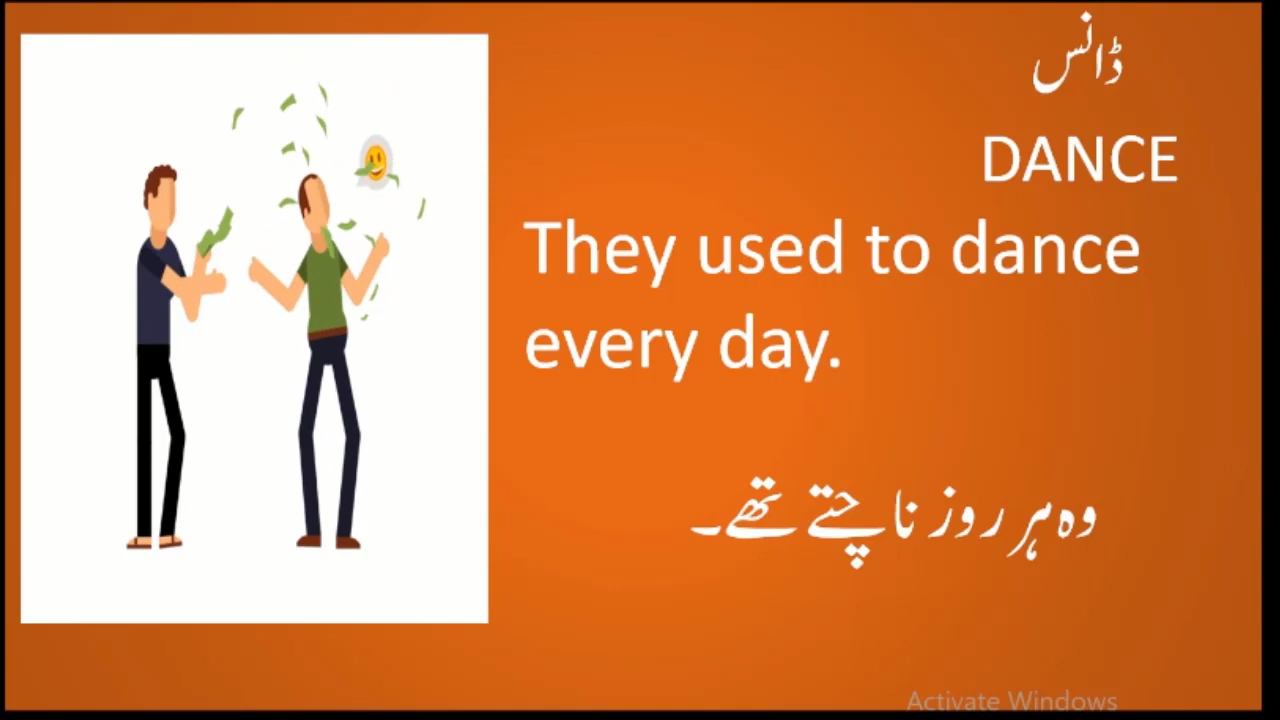 ڈانس
DANCE
They used to dance
every day.
وہ ہر روز ناچتے تھے۔
Activate Windows